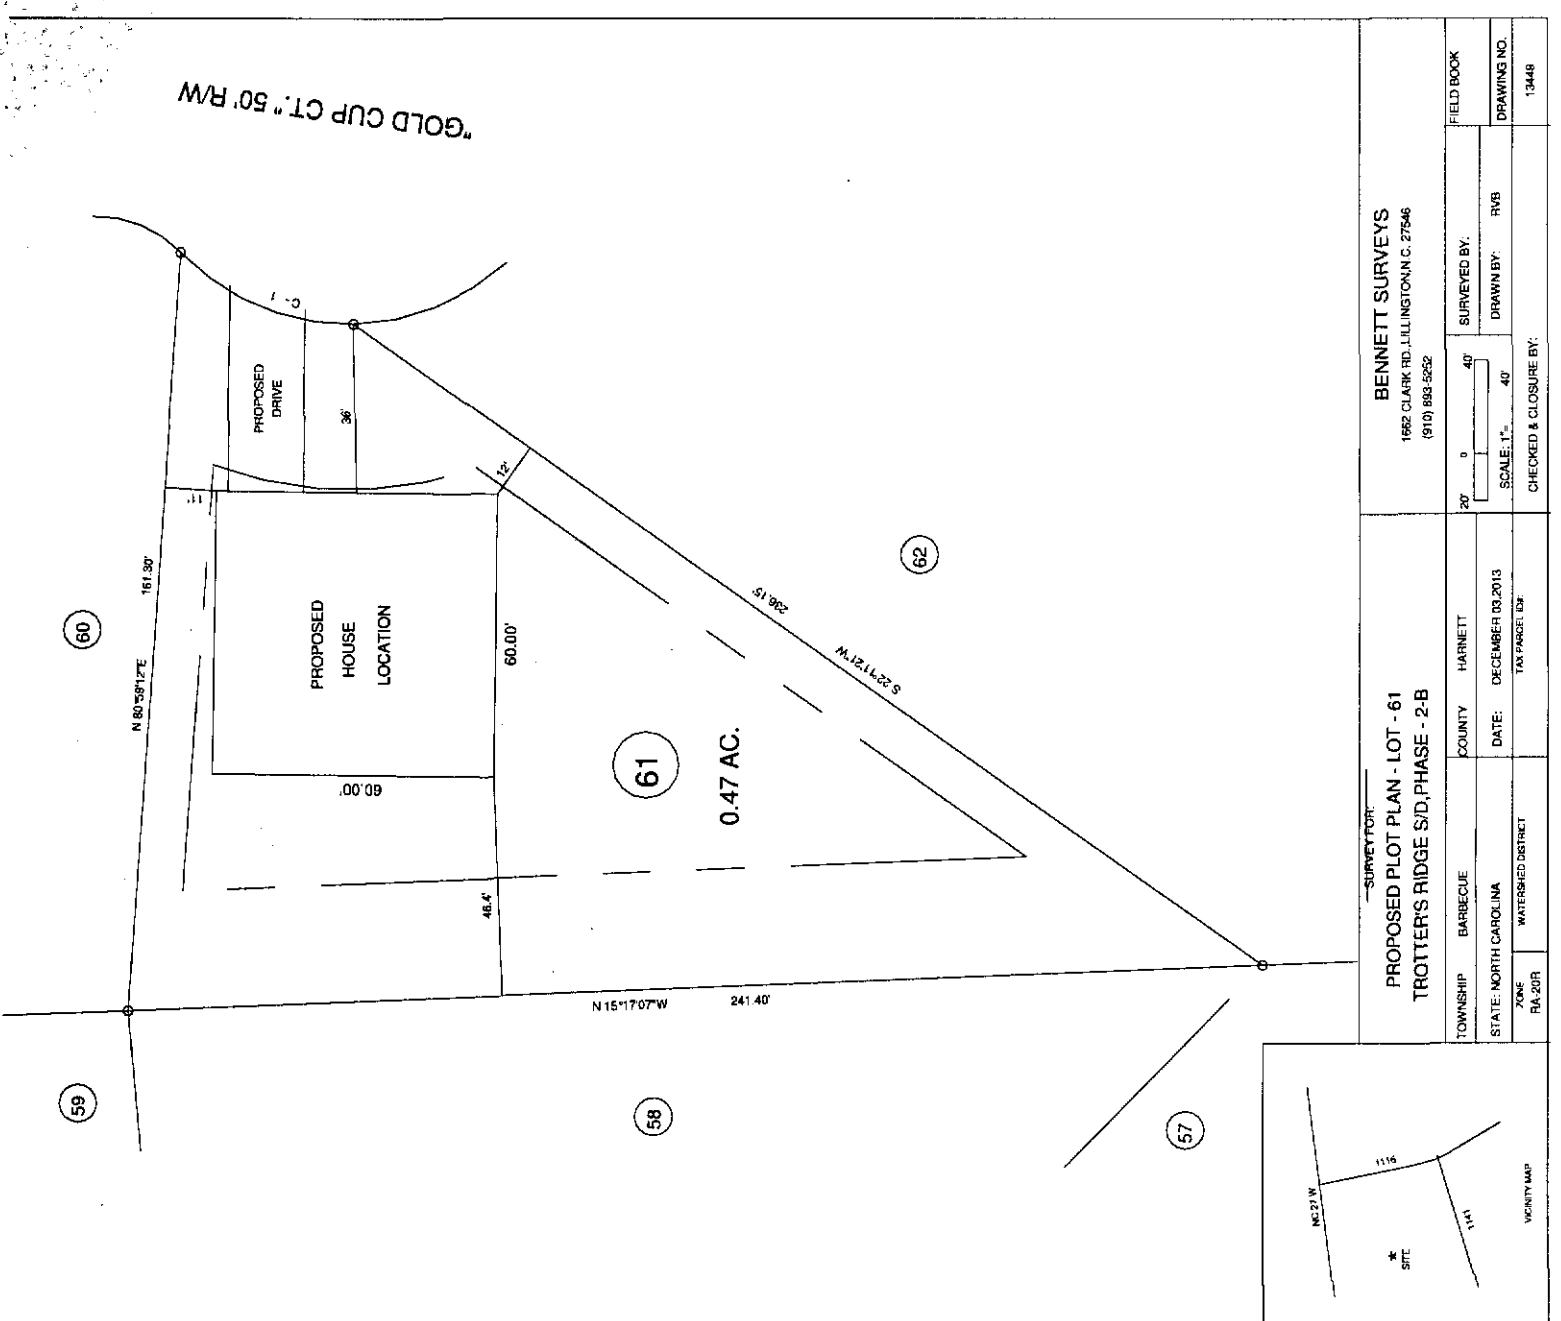 "GOLD CUP CT." 50' R/W
C-1
PROPOSED
DRIVE
36'
12'
11'
161.30'
N 80°59'12"E
60
PROPOSED
HOUSE
LOCATION
60.00'
60.00'
61
0.47 AC.
62
236.15'
S 22°11'21"W
46.4'
N 15°17'07"W
241.40'
59
58
57
SURVEY FOR:
PROPOSED PLOT PLAN - LOT - 61
TROTTER'S RIDGE S/D,PHASE - 2-B
BENNETT SURVEYS
1662 CLARK RD.,LILLINGTON,N.C. 27546
(910) 893-5252
TOWNSHIP BARBECUE
COUNTY HARNETT
STATE: NORTH CAROLINA
DATE: DECEMBER 03,2013
ZONE
RA-20R
WATERSHED DISTRICT
TAX PARCEL ID#:
20' 0 40'
SCALE: 1"= 40'
SURVEYED BY:
DRAWN BY: RVB
CHECKED & CLOSURE BY:
FIELD BOOK
DRAWING NO.
13448
NC 27 W
1116
1141
*
SITE
VICINITY MAP